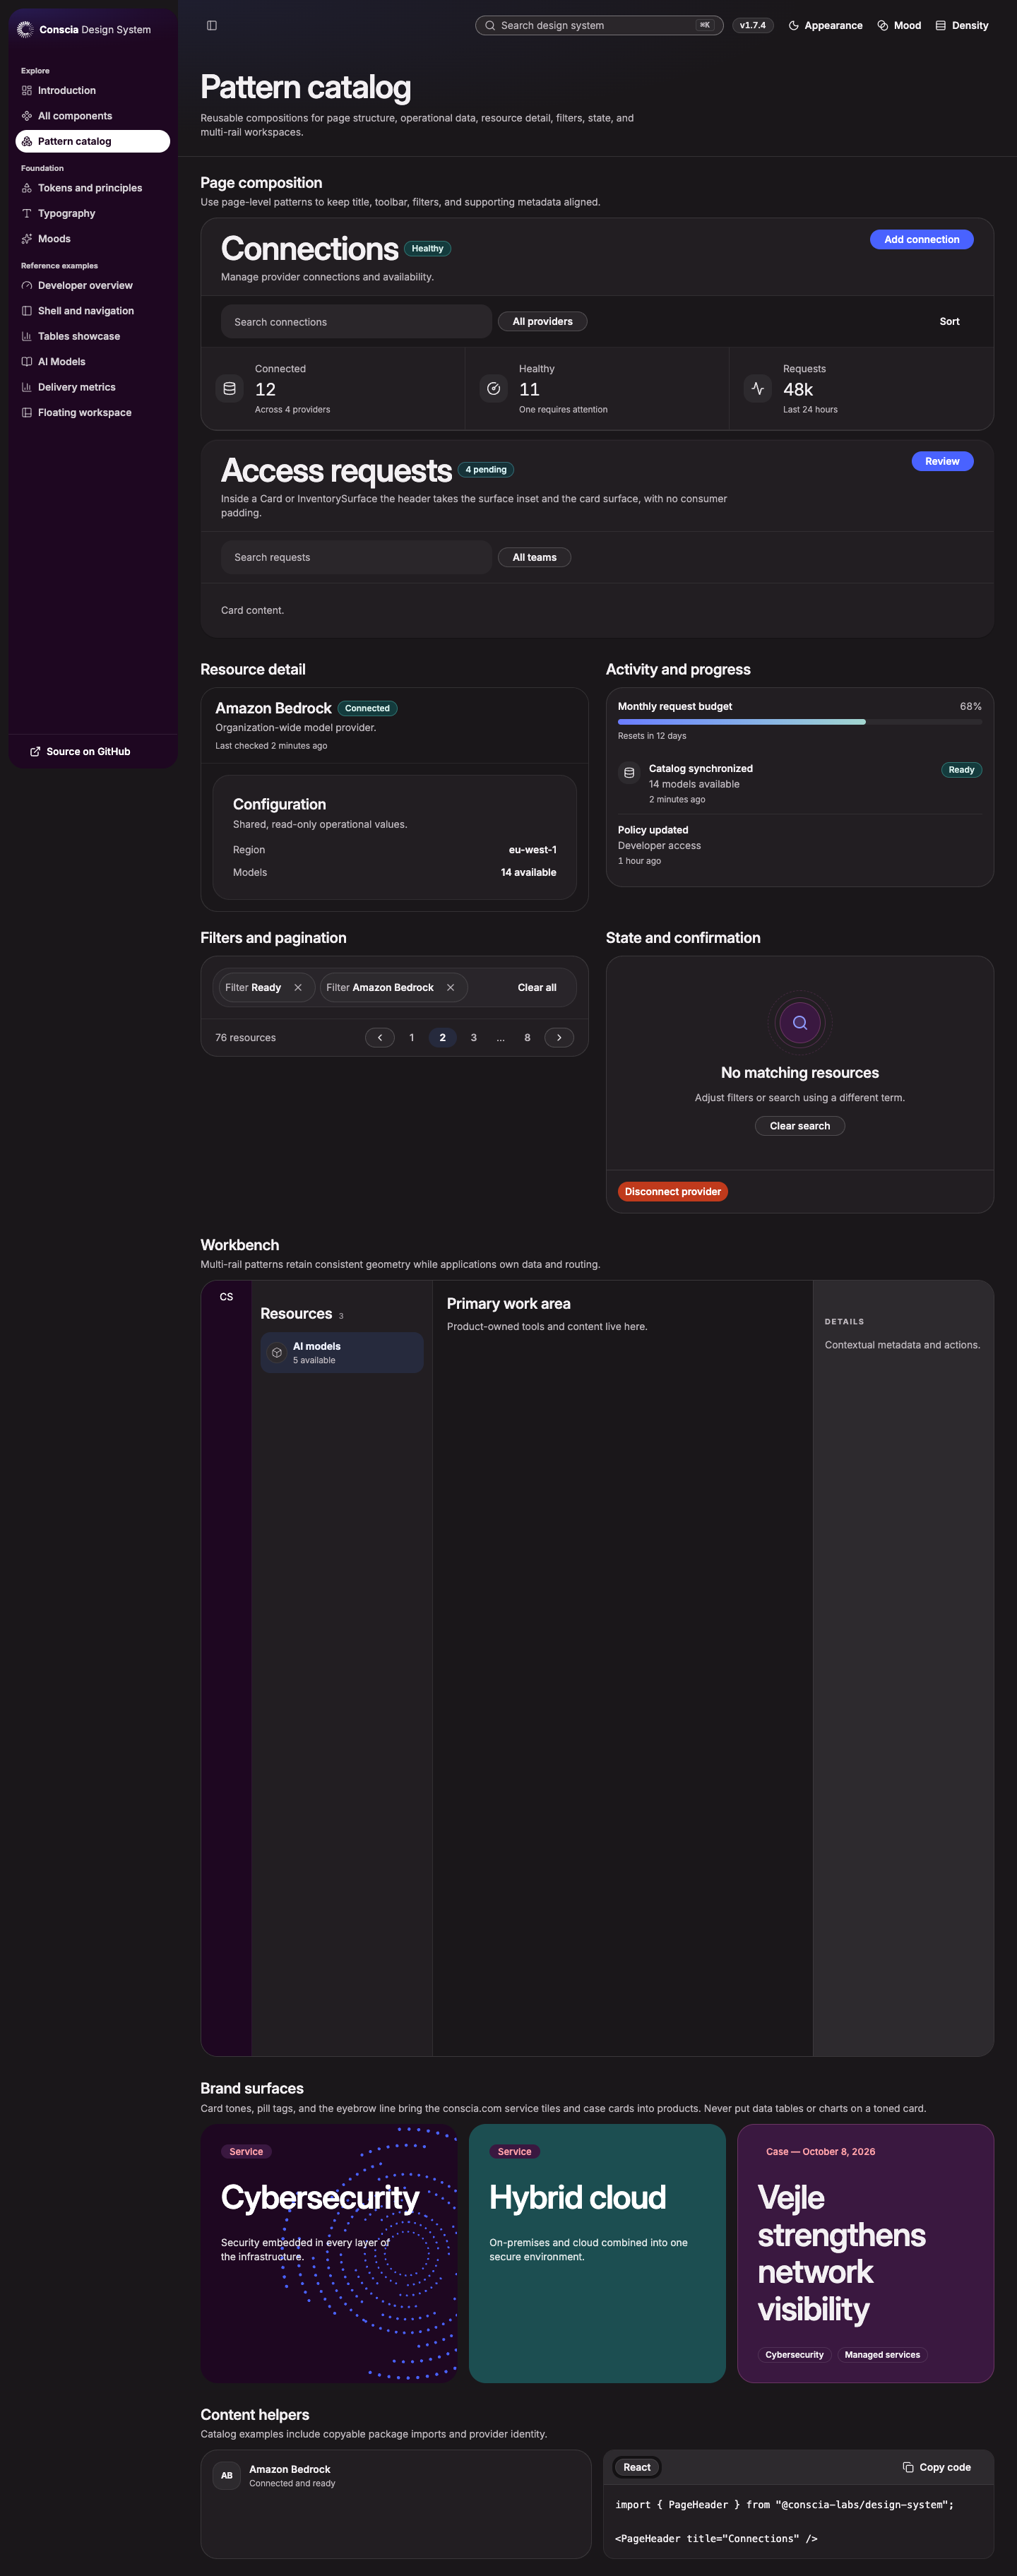 Conscia Design System
Search design system
⌘K
v1.7.4
Appearance
Mood
Density
Explore
Introduction
All components
Pattern catalog
Foundation
Tokens and principles
Typography
Moods
Reference examples
Developer overview
Shell and navigation
Tables showcase
AI Models
Delivery metrics
Floating workspace
Source on GitHub
Pattern catalog
Reusable compositions for page structure, operational data, resource detail, filters, state, and
multi-rail workspaces.
Page composition
Use page-level patterns to keep title, toolbar, filters, and supporting metadata aligned.
Connections
Healthy
Add connection
Manage provider connections and availability.
Search connections
All providers
Sort
Connected
12
Across 4 providers
Healthy
11
One requires attention
Requests
48k
Last 24 hours
Access requests
4 pending
Review
Inside a Card or InventorySurface the header takes the surface inset and the card surface, with no consumer
padding.
Search requests
All teams
Card content.
Resource detail
Amazon Bedrock
Connected
Organization-wide model provider.
Last checked 2 minutes ago
Configuration
Shared, read-only operational values.
Region
eu-west-1
Models
14 available
Activity and progress
Monthly request budget
68%
Resets in 12 days
Catalog synchronized
Ready
14 models available
2 minutes ago
Policy updated
Developer access
1 hour ago
Filters and pagination
Filter Ready
Filter Amazon Bedrock
Clear all
76 resources
1
2
3
...
8
State and confirmation
No matching resources
Adjust filters or search using a different term.
Clear search
Disconnect provider
Workbench
Multi-rail patterns retain consistent geometry while applications own data and routing.
CS
Resources 3
AI models
5 available
Primary work area
Product-owned tools and content live here.
DETAILS
Contextual metadata and actions.
Brand surfaces
Card tones, pill tags, and the eyebrow line bring the conscia.com service tiles and case cards into products. Never put data tables or charts on a toned card.
Service
Cybersecurity
Security embedded in every layer of
the infrastructure.
Service
Hybrid cloud
On-premises and cloud combined into one
secure environment.
Case — October 8, 2026
Vejle
strengthens
network
visibility
Cybersecurity
Managed services
Content helpers
Catalog examples include copyable package imports and provider identity.
AB
Amazon Bedrock
Connected and ready
React
Copy code
import { PageHeader } from "@conscia-labs/design-system";
<PageHeader title="Connections" />